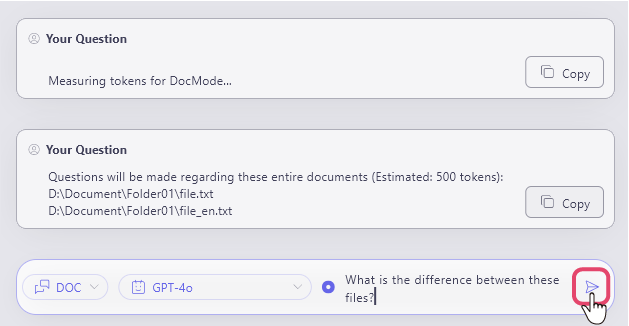 Your Question
Measuring tokens for DocMode...
Copy
Your Question
Questions will be made regarding these entire documents (Estimated: 500 tokens):
D:\Document\Folder01\file.txt
D:\Document\Folder01\file_en.txt
Copy
DOC
GPT-4o
What is the difference between these
files?